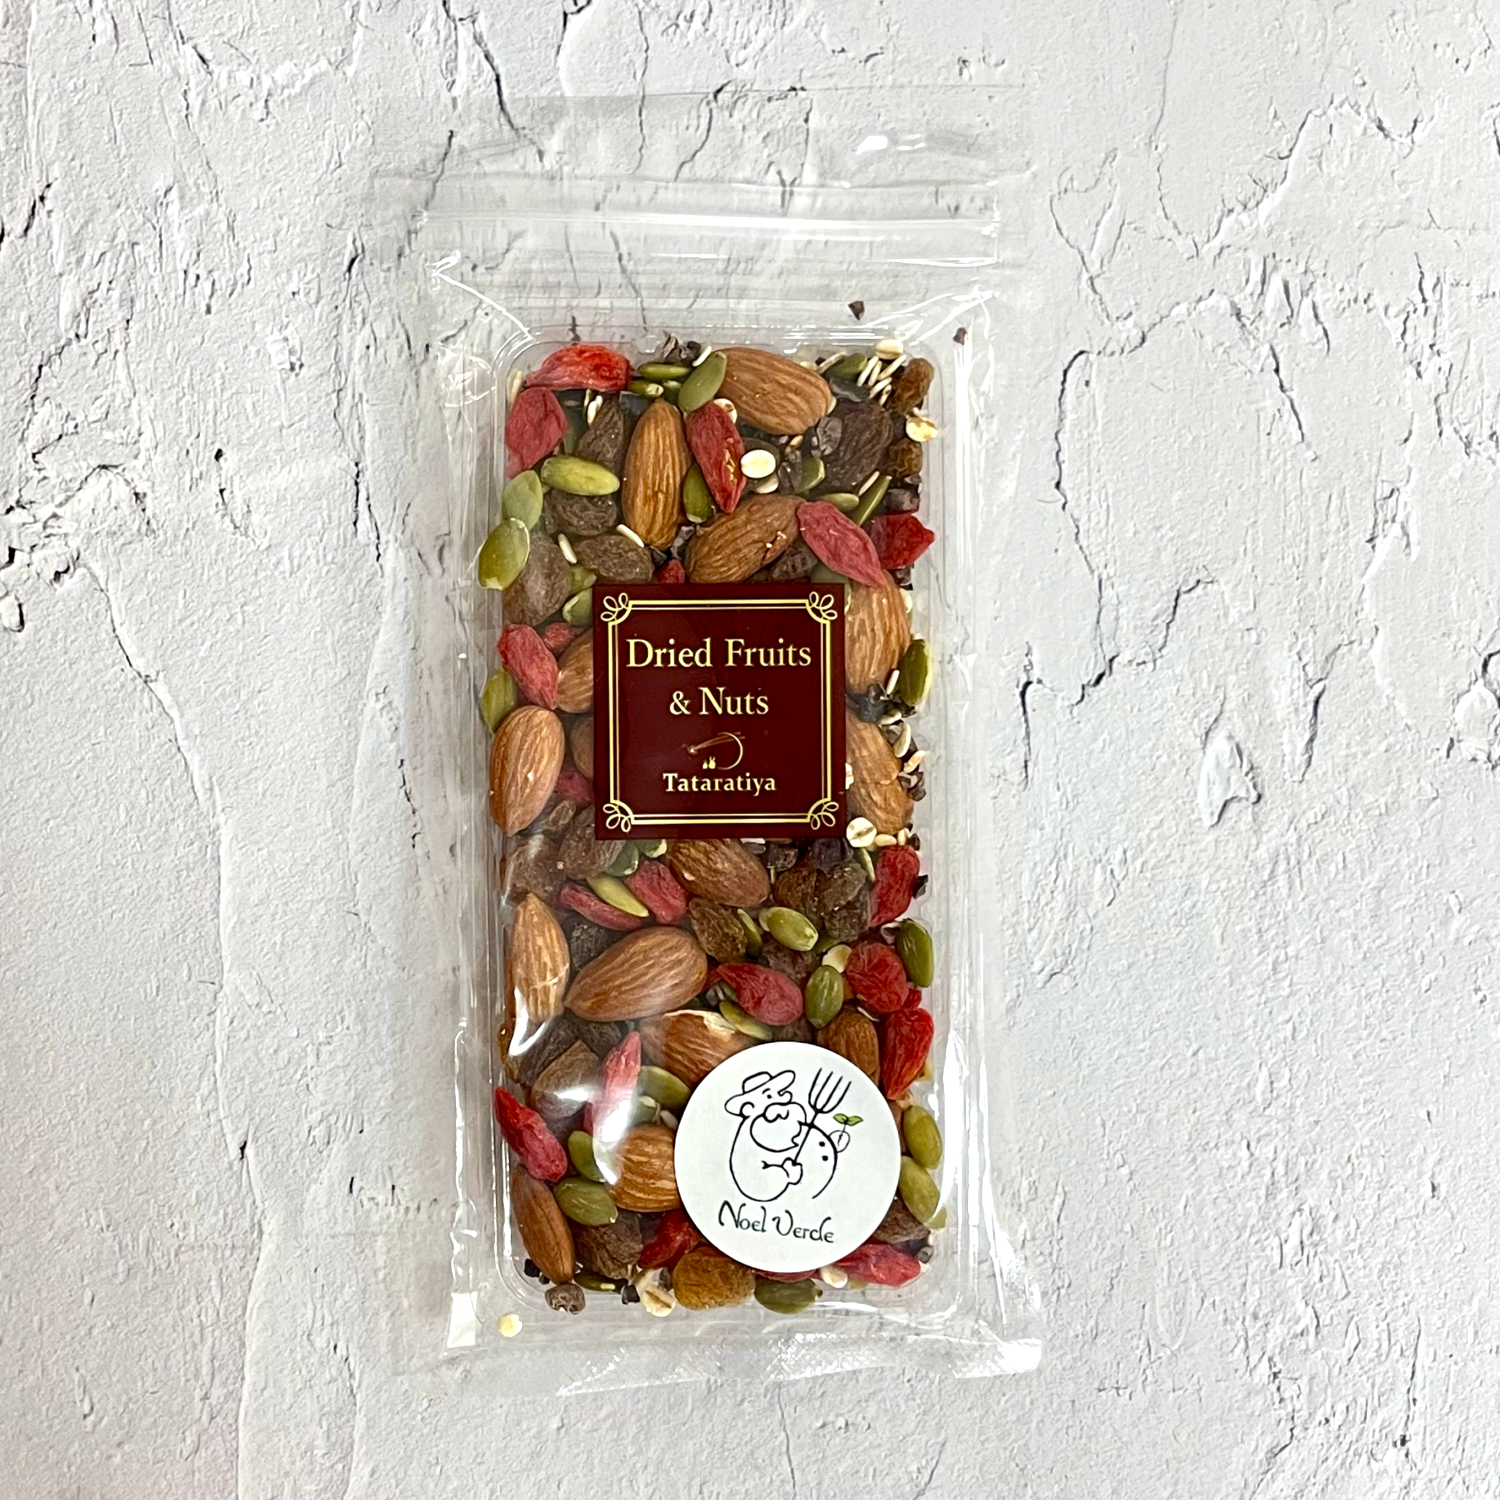 Dried Fruits
& Nuts
Tataratiya
Noel Verde